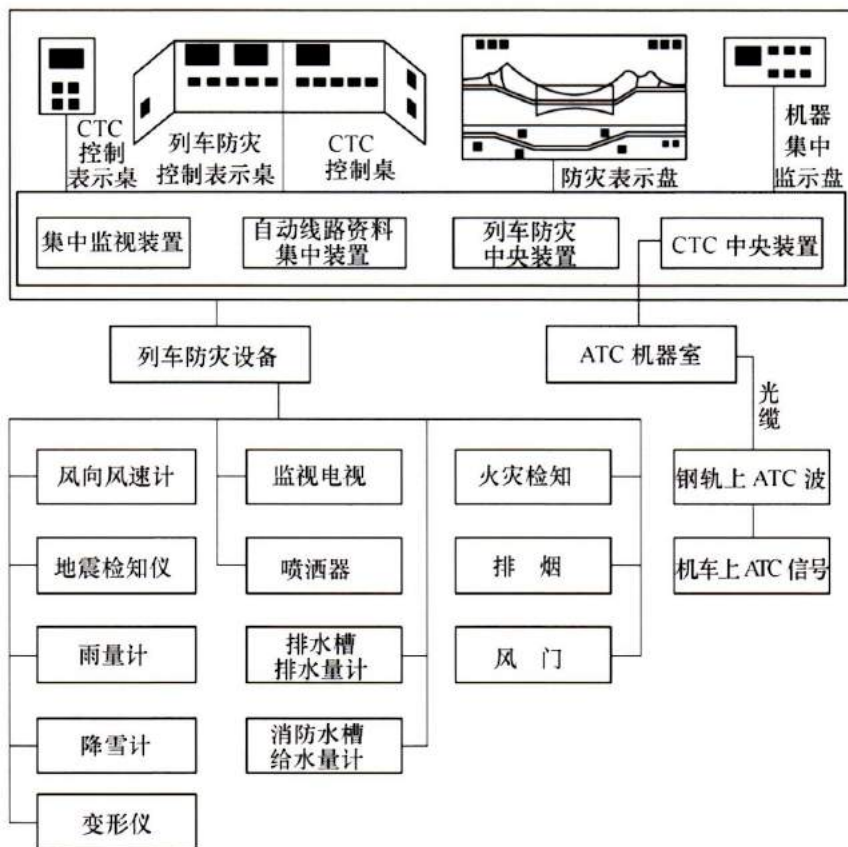 CTC
控制
表示桌
列车防灾
控制表示桌
CTC
控制桌
防灾表示盘
机器
集中
监示盘
集中监视装置
自动线路资料
集中装置
列车防灾
中央装置
CTC 中央装置
列车防灾设备
ATC 机器室
光
缆
风向风速计
监视电视
火灾检知
钢轨上 ATC 波
地震检知仪
喷洒器
排 烟
机车上 ATC 信号
雨量计
排水槽
排水量计
风 门
降雪计
消防水槽
给水量计
变形仪